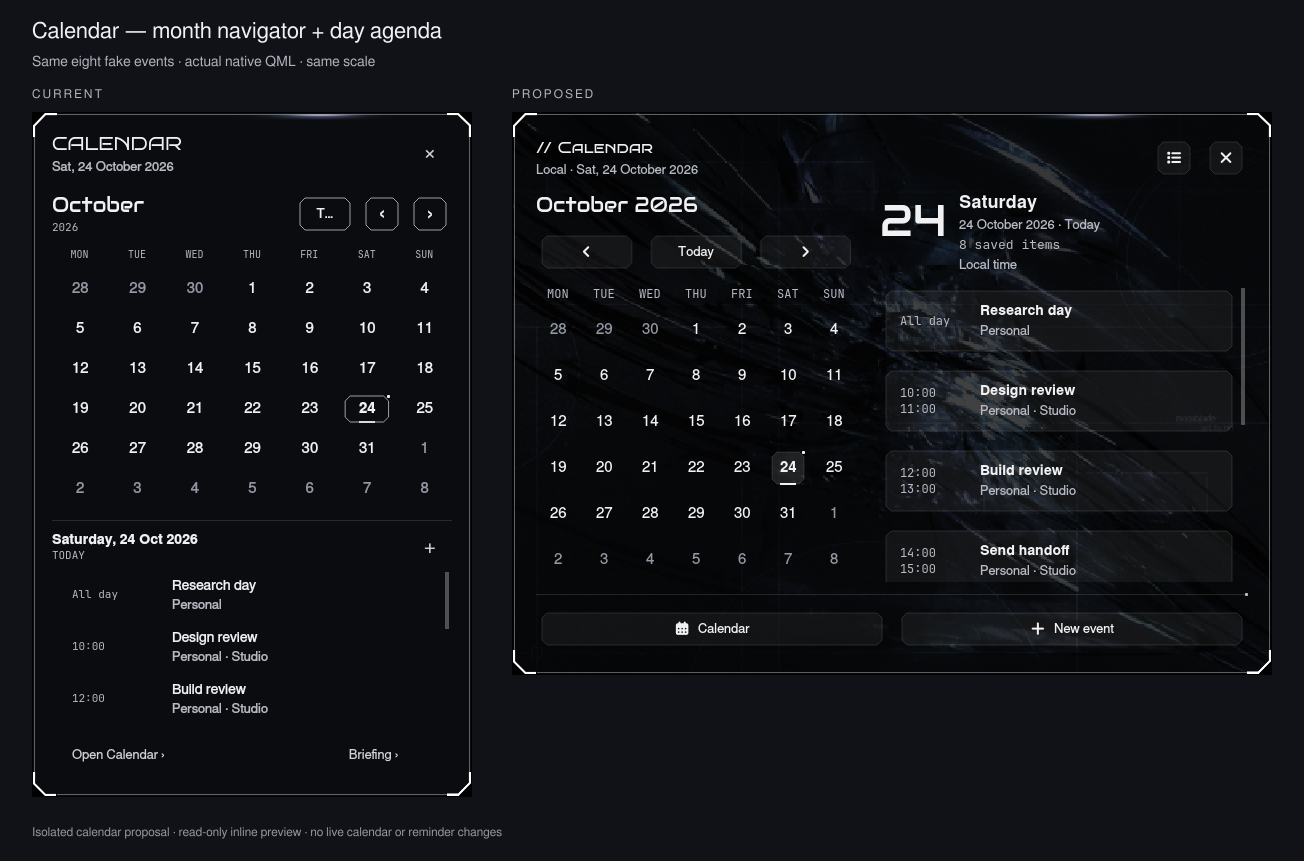 Calendar — month navigator + day agenda
Same eight fake events · actual native QML · same scale
CURRENT
CALENDAR
Sat, 24 October 2026
×
October
2026
T...
‹
›
MON TUE WED THU FRI SAT SUN
28 29 30 1 2 3 4
5 6 7 8 9 10 11
12 13 14 15 16 17 18
19 20 21 22 23 24 25
26 27 28 29 30 31 1
2 3 4 5 6 7 8
Saturday, 24 Oct 2026
TODAY
+
All day
Research day
Personal
10:00
Design review
Personal · Studio
12:00
Build review
Personal · Studio
Open Calendar ›
Briefing ›
PROPOSED
// CALENDAR
Local · Sat, 24 October 2026
October 2026
Today
MON TUE WED THU FRI SAT SUN
28 29 30 1 2 3 4
5 6 7 8 9 10 11
12 13 14 15 16 17 18
19 20 21 22 23 24 25
26 27 28 29 30 31 1
2 3 4 5 6 7 8
24
Saturday
24 October 2026 · Today
8 saved items
Local time
All day
Research day
Personal
10:00
11:00
Design review
Personal · Studio
12:00
13:00
Build review
Personal · Studio
14:00
15:00
Send handoff
Personal · Studio
Calendar
New event
Isolated calendar proposal · read-only inline preview · no live calendar or reminder changes